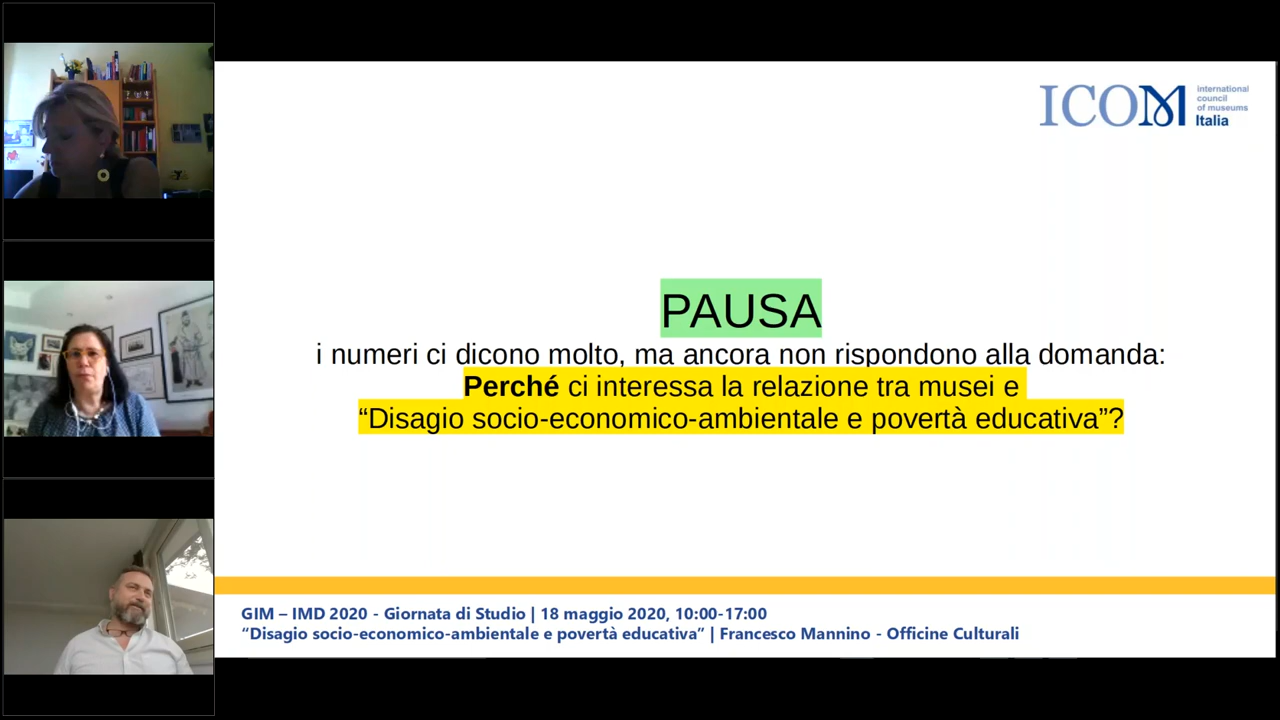 ICOM
international
council
of museums
Italia
PAUSA
i numeri ci dicono molto, ma ancora non rispondono alla domanda:
Perché ci interessa la relazione tra musei e
“Disagio socio-economico-ambientale e povertà educativa”?
GIM – IMD 2020 - Giornata di Studio | 18 maggio 2020, 10:00-17:00
“Disagio socio-economico-ambientale e povertà educativa” | Francesco Mannino - Officine Culturali